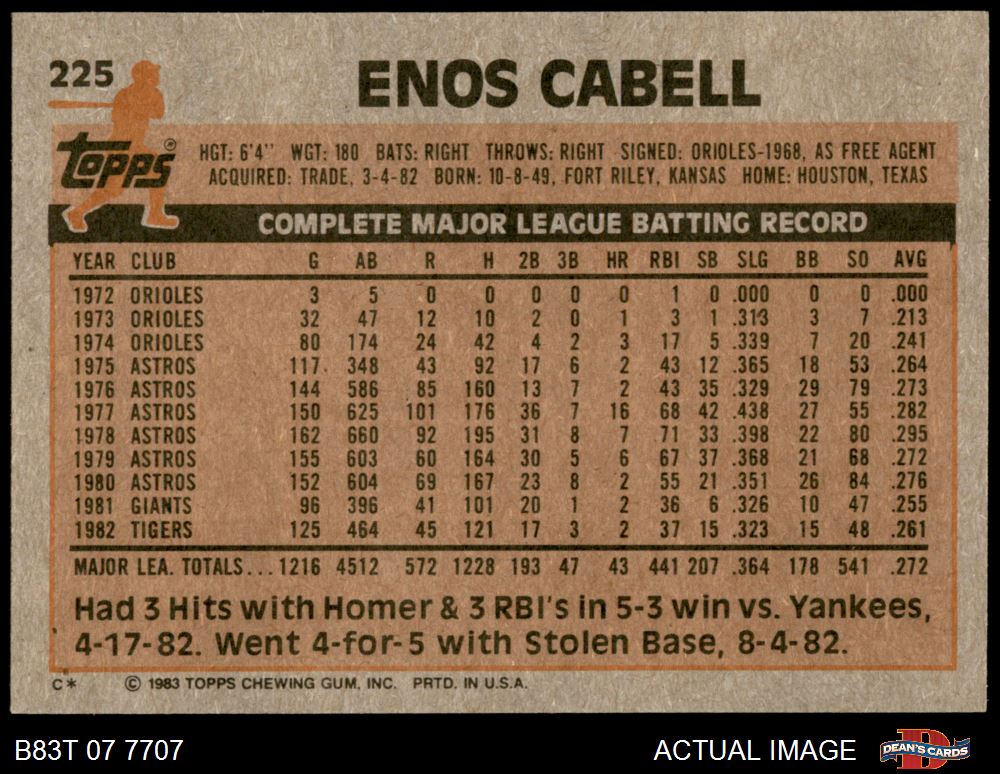 225 ENOS CABELL
Topps ®
HGT: 6'4" WGT: 180 BATS: RIGHT THROWS: RIGHT SIGNED: ORIOLES-1968, AS FREE AGENT
ACQUIRED: TRADE, 3-4-82 BORN: 10-8-49, FORT RILEY, KANSAS HOME: HOUSTON, TEXAS
COMPLETE MAJOR LEAGUE BATTING RECORD
YEAR CLUB G AB R H 2B 3B HR RBI SB SLG BB SO AVG
1972 ORIOLES 3 5 0 0 0 0 0 1 0 .000 0 0 .000
1973 ORIOLES 32 47 12 10 2 0 1 3 1 .313 3 7 .213
1974 ORIOLES 80 174 24 42 4 2 3 17 5 .339 7 20 .241
1975 ASTROS 117 348 43 92 17 6 2 43 12 .365 18 53 .264
1976 ASTROS 144 586 85 160 13 7 2 43 35 .329 29 79 .273
1977 ASTROS 150 625 101 176 36 7 16 68 42 .438 27 55 .282
1978 ASTROS 162 660 92 195 31 8 7 71 33 .398 22 80 .295
1979 ASTROS 155 603 60 164 30 5 6 67 37 .368 21 68 .272
1980 ASTROS 152 604 69 167 23 8 2 55 21 .351 26 84 .276
1981 GIANTS 96 396 41 101 20 1 2 36 6 .326 10 47 .255
1982 TIGERS 125 464 45 121 17 3 2 37 15 .323 15 48 .261
MAJOR LEA. TOTALS... 1216 4512 572 1228 193 47 43 441 207 .364 178 541 .272
Had 3 Hits with Homer & 3 RBI's in 5-3 win vs. Yankees,
4-17-82. Went 4-for-5 with Stolen Base, 8-4-82.
C* © 1983 TOPPS CHEWING GUM, INC. PRTD. IN U.S.A.
B83T 07 7707 ACTUAL IMAGE DEAN'S CARDS